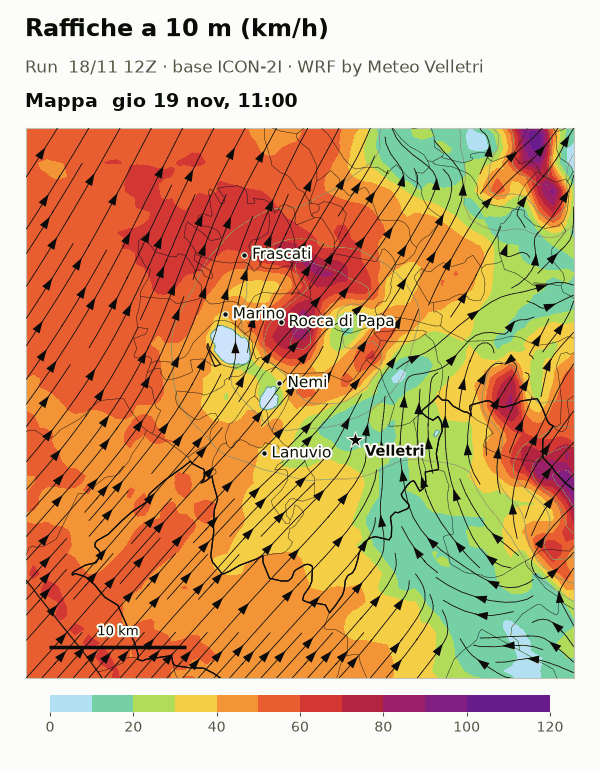 Raffiche a 10 m (km/h)
Run  18/11 12Z · base ICON-2I · WRF by Meteo Velletri
Mappa  gio 19 nov, 11:00
Frascati
Marino
Rocca di Papa
Nemi
Velletri
Lanuvio
10 km
0 20 40 60 80 100 120